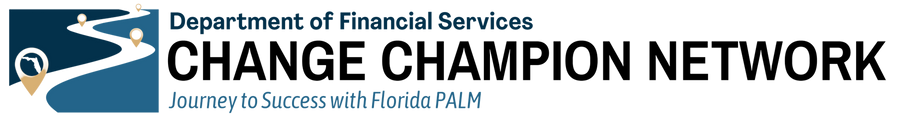 Department of Financial Services
CHANGE CHAMPION NETWORK
Journey to Success with Florida PALM